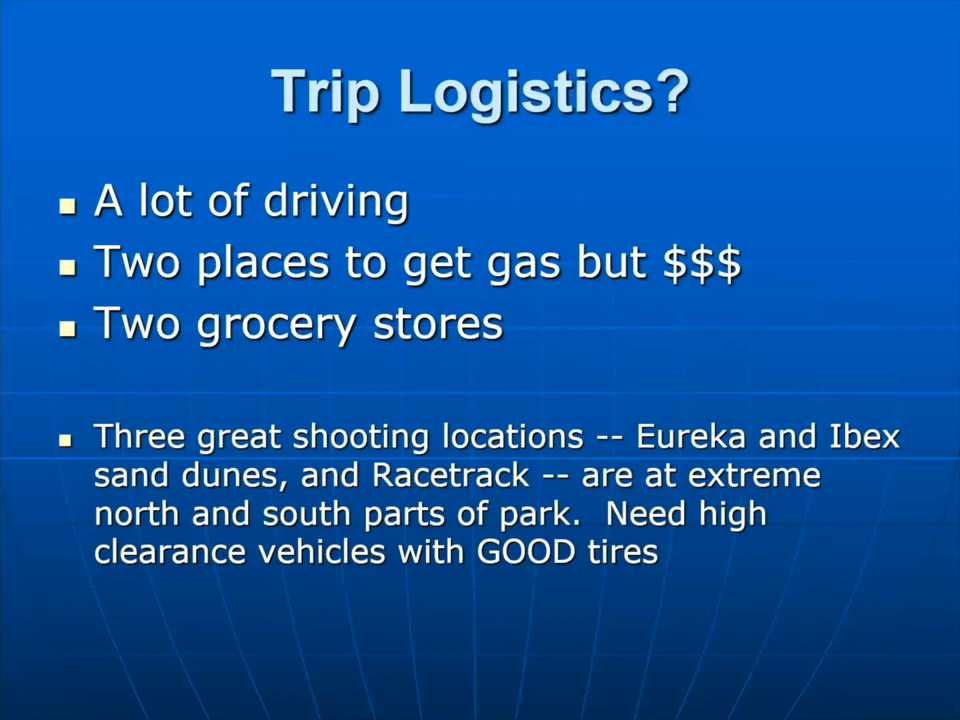 Trip Logistics?
A lot of driving
Two places to get gas but $$$
Two grocery stores
Three great shooting locations -- Eureka and Ibex
sand dunes, and Racetrack -- are at extreme
north and south parts of park.  Need high
clearance vehicles with GOOD tires